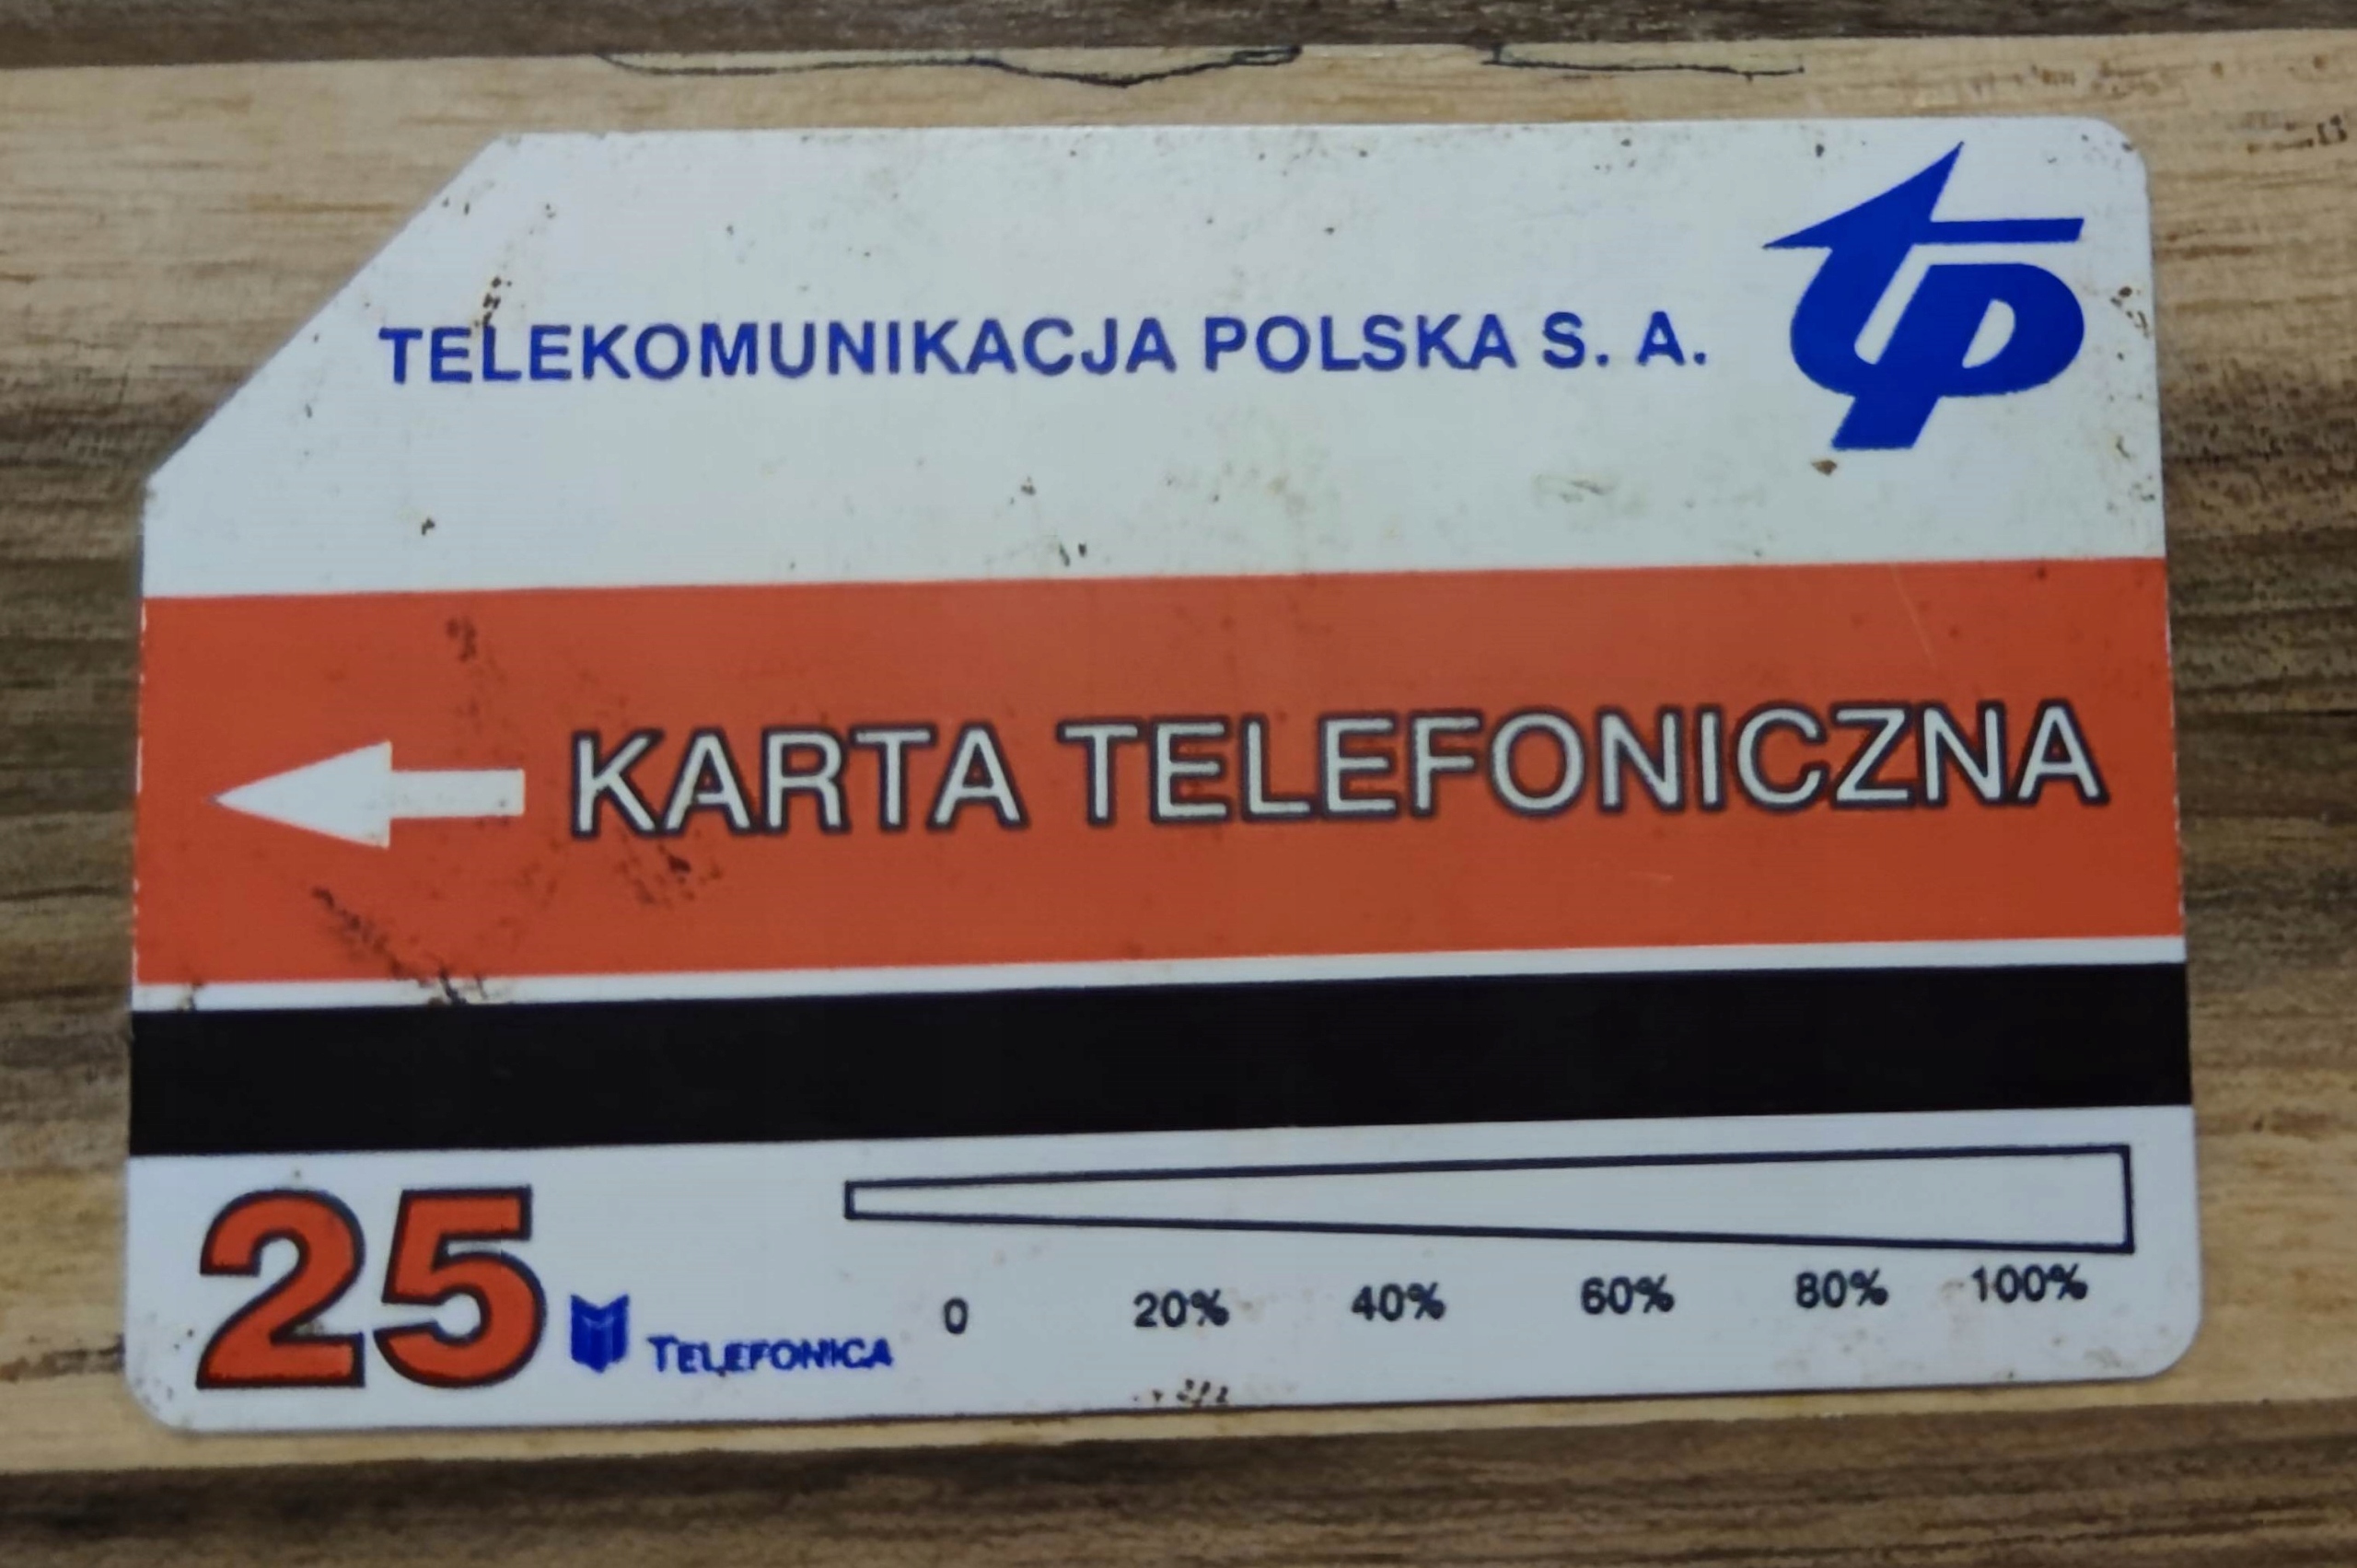 TELEKOMUNIKACJA POLSKA S. A.
tp
KARTA TELEFONICZNA
25
TELEFONICA
0 20% 40% 60% 80% 100%